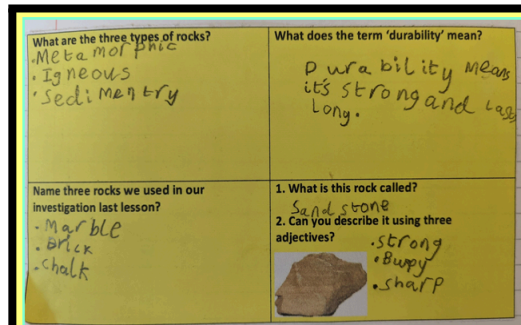 What are the three types of rocks?
• Metamorphic
• Igneous
• Sedimentry
What does the term 'durability' mean?
Durability means
it's strong and Lasts
Long.
Name three rocks we used in our
investigation last lesson?
• Marble
• Brick
• Chalk
1. What is this rock called?
Sandstone
2. Can you describe it using three
adjectives?
• strong
• Bumpy
• sharp